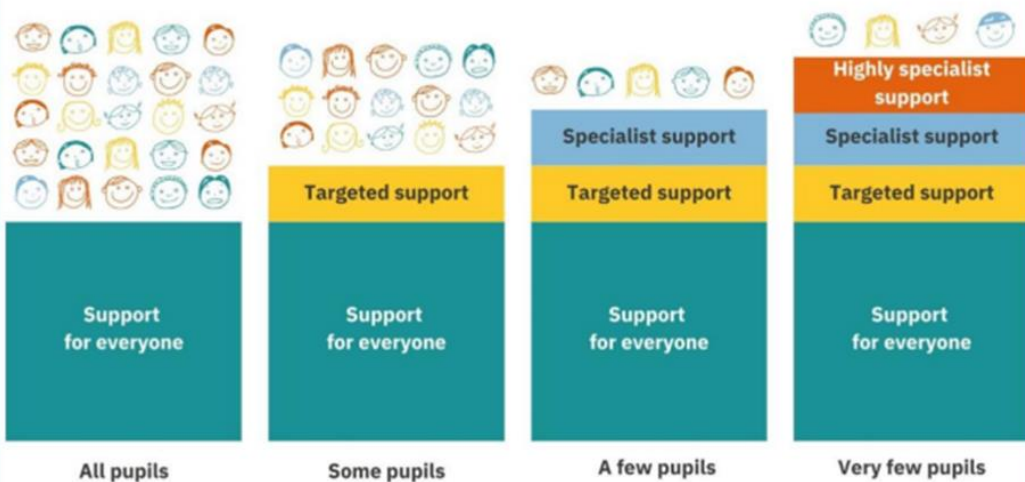 Support
for everyone
All pupils
Targeted support
Support
for everyone
Some pupils
Specialist support
Targeted support
Support
for everyone
A few pupils
Highly specialist
support
Specialist support
Targeted support
Support
for everyone
Very few pupils